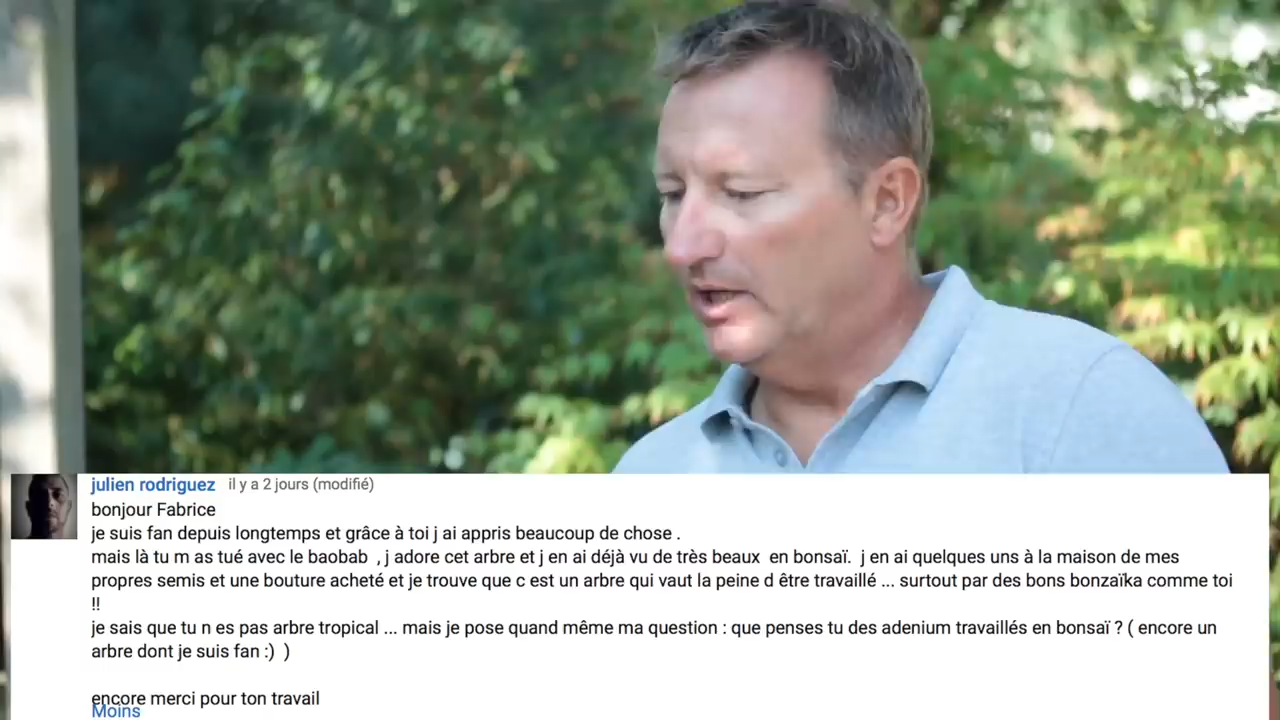 julien rodriguez il y a 2 jours (modifié)
bonjour Fabrice
je suis fan depuis longtemps et grâce à toi j ai appris beaucoup de chose .
mais là tu m as tué avec le baobab , j adore cet arbre et j en ai déjà vu de très beaux en bonsaï. j en ai quelques uns à la maison de mes
propres semis et une bouture acheté et je trouve que c est un arbre qui vaut la peine d être travaillé ... surtout par des bons bonzaïka comme toi
!!
je sais que tu n es pas arbre tropical ... mais je pose quand même ma question : que penses tu des adenium travaillés en bonsaï ? ( encore un
arbre dont je suis fan :) )
encore merci pour ton travail
Moins